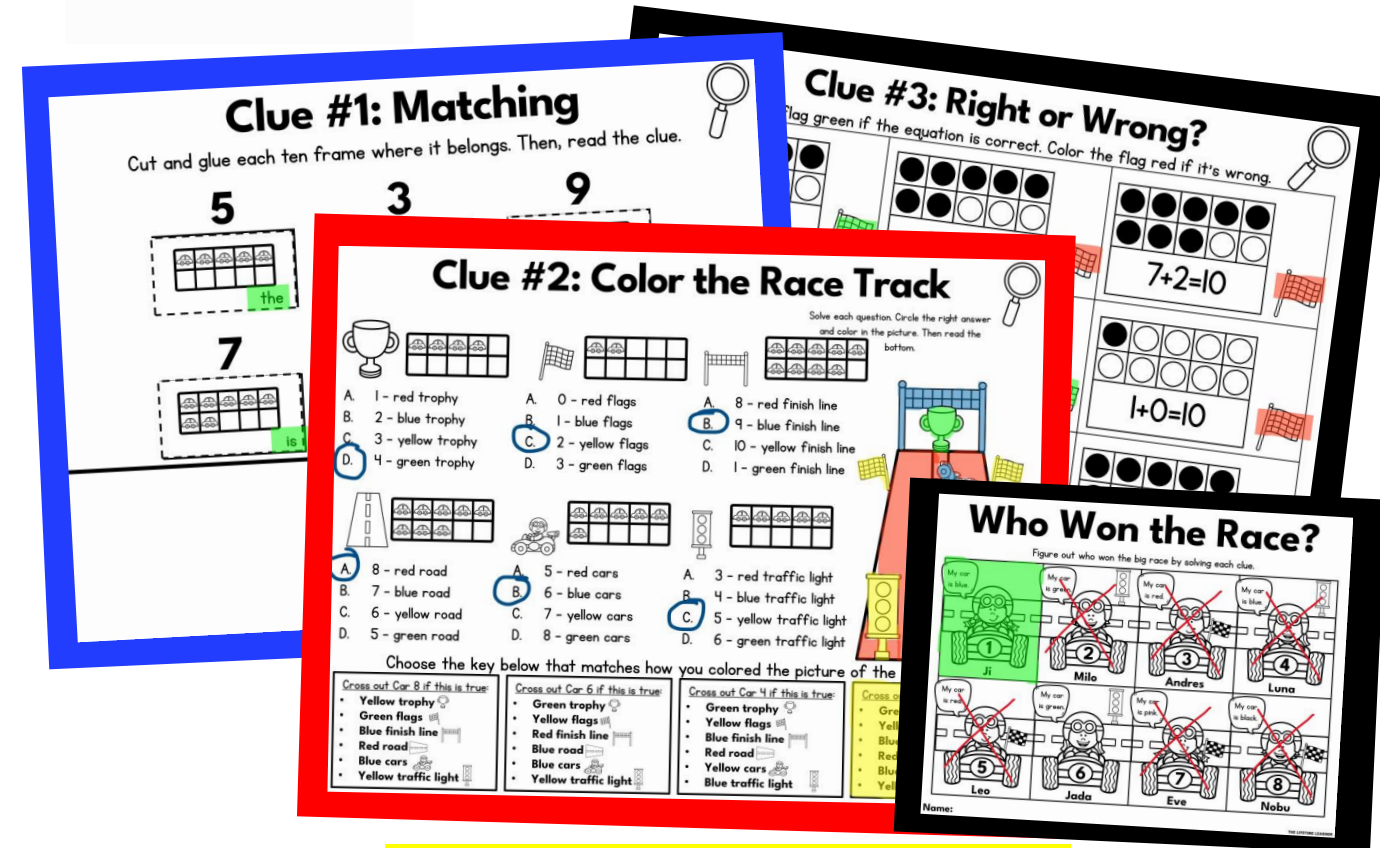 Clue #1: Matching
Cut and glue each ten frame where it belongs. Then, read the clue.
5
3
9
the
7
is
Clue #3: Right or Wrong?
flag green if the equation is correct. Color the flag red if it's wrong.
7+2=10
1+0=10
Clue #2: Color the Race Track
Solve each question. Circle the right answer
and color in the picture. Then read the
bottom.
A. 1 - red trophy
B. 2 - blue trophy
C. 3 - yellow trophy
D. 4 - green trophy
A. 0 - red flags
B. 1 - blue flags
C. 2 - yellow flags
D. 3 - green flags
A. 8 - red finish line
B. 9 - blue finish line
C. 10 - yellow finish line
D. 1 - green finish line
A. 8 - red road
B. 7 - blue road
C. 6 - yellow road
D. 5 - green road
A. 5 - red cars
B. 6 - blue cars
C. 7 - yellow cars
D. 8 - green cars
A. 3 - red traffic light
B. 4 - blue traffic light
C. 5 - yellow traffic light
D. 6 - green traffic light
Choose the key below that matches how you colored the picture of the
Cross out Car 8 if this is true:
• Yellow trophy
• Green flags
• Blue finish line
• Red road
• Blue cars
• Yellow traffic light
Cross out Car 6 if this is true:
• Green trophy
• Yellow flags
• Red finish line
• Blue road
• Blue cars
• Yellow traffic light
Cross out Car 4 if this is true:
• Green trophy
• Yellow flags
• Blue finish line
• Red road
• Yellow cars
• Blue traffic light
Who Won the Race?
Figure out who won the big race by solving each clue.
My car
is blue.
1
Ji
My car
is green.
2
Milo
My car
is red.
3
Andres
My car
is blue.
4
Luna
My car
is red.
5
Leo
My car
is green.
6
Jada
My car
is pink.
7
Eve
My car
is black.
8
Nobu
Name:
THE LIFETIME LEARNER